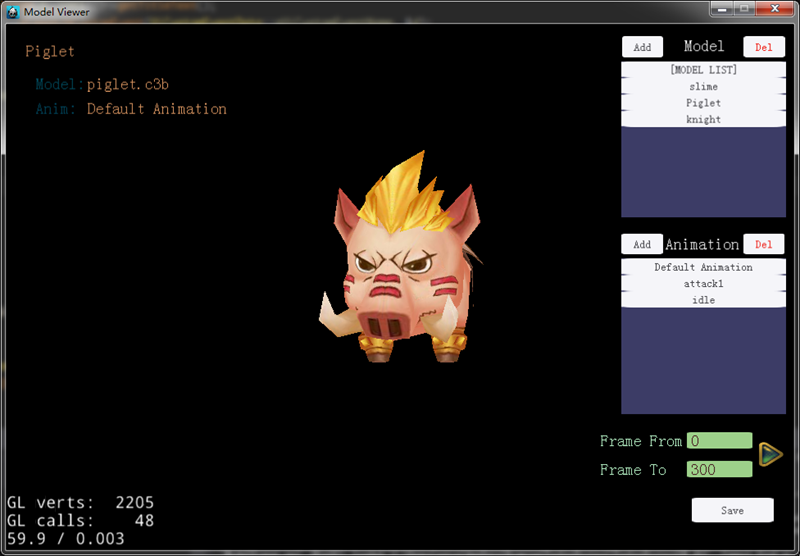 Model Viewer
Piglet
Model:piglet.c3b
Anim: Default Animation
Add Model Del
[MODEL LIST]
slime
Piglet
knight
Add Animation Del
Default Animation
attack1
idle
Frame From 0
Frame To 300
Save
GL verts: 2205
GL calls: 48
59.9 / 0.003